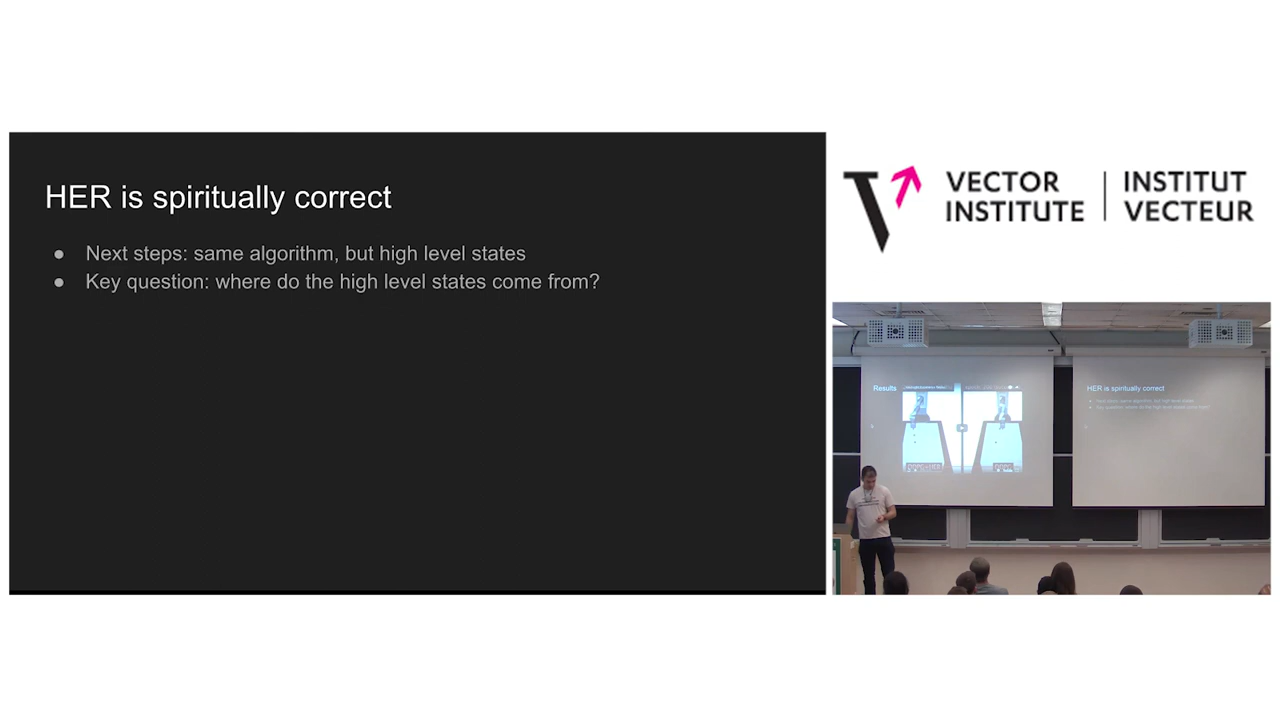 HER is spiritually correct
● Next steps: same algorithm, but high level states
● Key question: where do the high level states come from?
VECTOR INSTITUTE
INSTITUT VECTEUR
Results
HER is spiritually correct